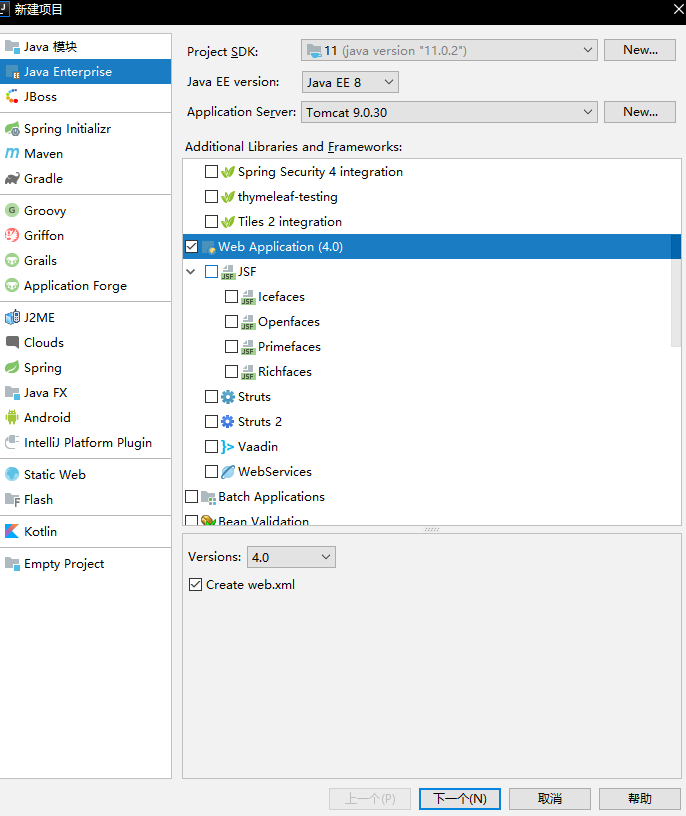 新建项目
Java 模块
Java Enterprise
JBoss
Spring Initializr
Maven
Gradle
Groovy
Griffon
Grails
Application Forge
J2ME
Clouds
Spring
Java FX
Android
IntelliJ Platform Plugin
Static Web
Flash
Kotlin
Empty Project
Project SDK:
11 (java version "11.0.2")
New...
Java EE version:
Java EE 8
Application Server:
Tomcat 9.0.30
New...
Additional Libraries and Frameworks:
Spring Security 4 integration
thymeleaf-testing
Tiles 2 integration
Web Application (4.0)
JSF
Icefaces
Openfaces
Primefaces
Richfaces
Struts
Struts 2
Vaadin
WebServices
Batch Applications
Bean Validation
Versions:
4.0
Create web.xml
上一个(P)
下一个(N)
取消
帮助